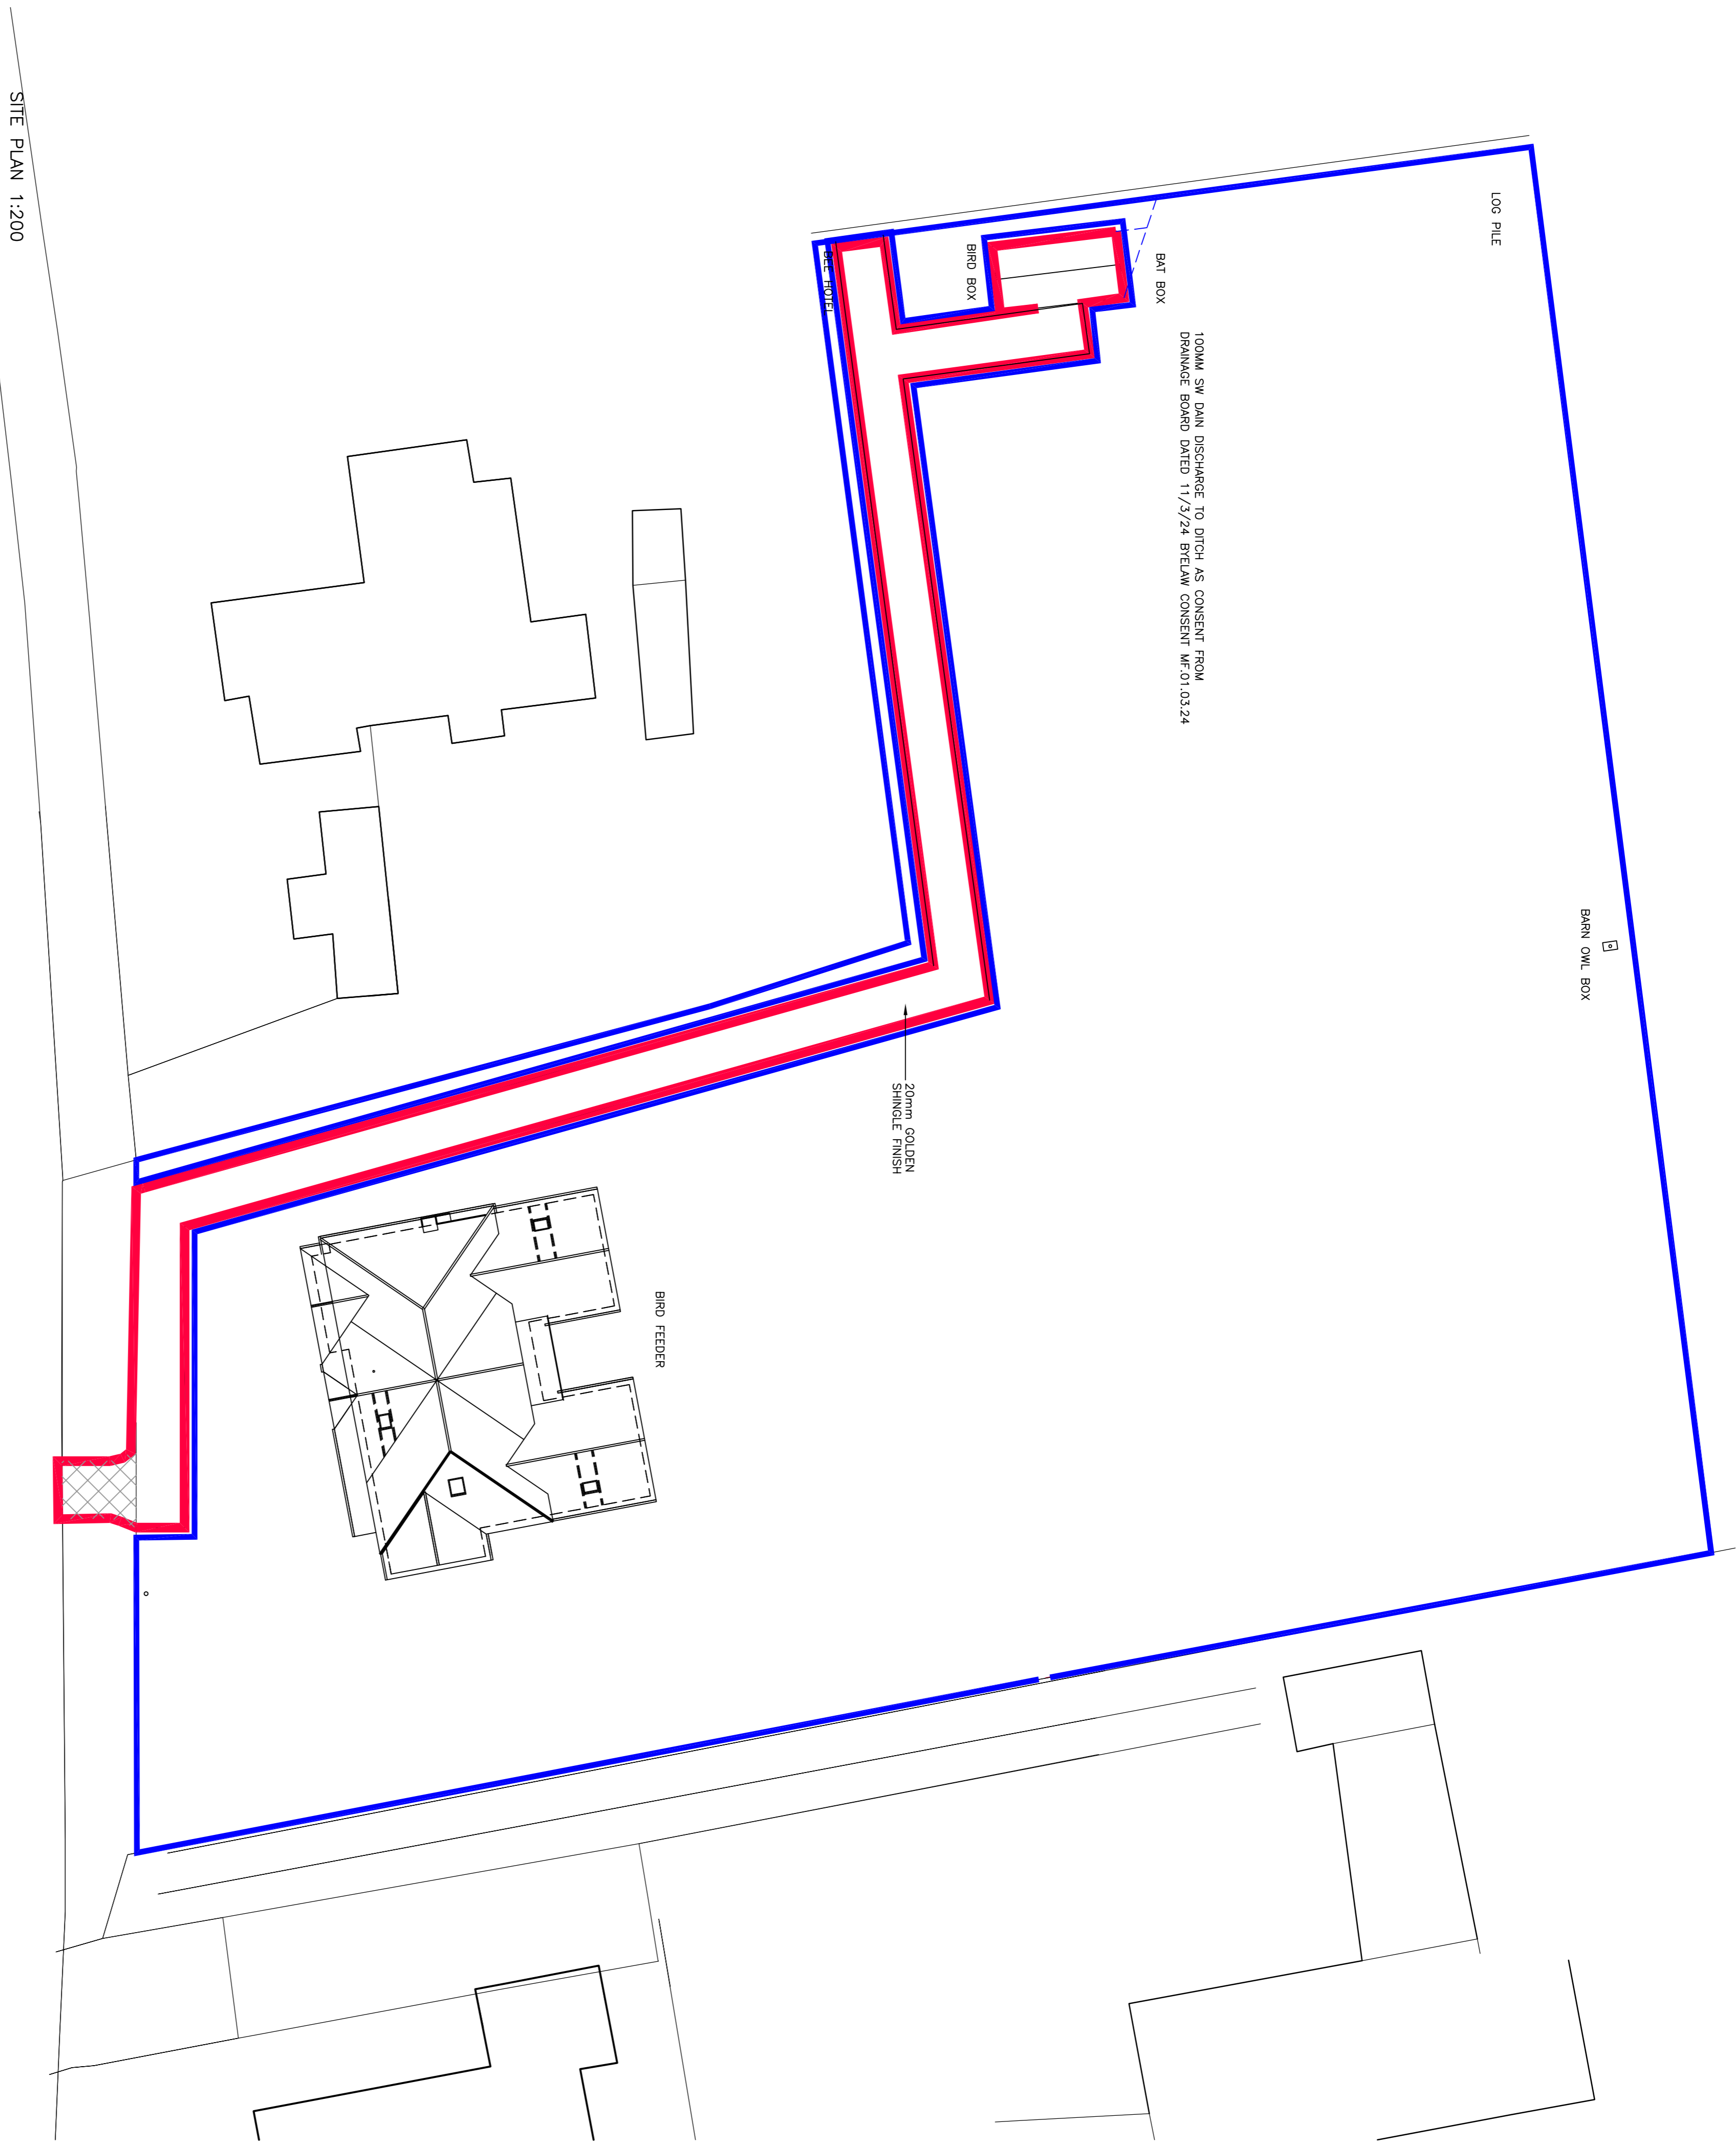 LOG PILE
BARN OWL BOX
BAT BOX
100MM SW DAIN DISCHARGE TO DITCH AS CONSENT FROM
DRAINAGE BOARD DATED 11/3/24 BYELAW CONSENT MF.01.03.24
BIRD BOX
BEE HOTEL
20mm GOLDEN
SHINGLE FINISH
BIRD FEEDER
SITE PLAN 1:200